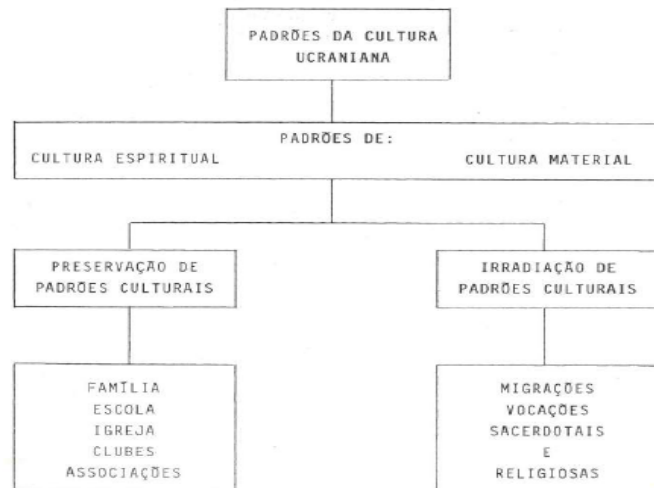 PADRÕES DA CULTURA
UCRANIANA
PADRÕES DE:
CULTURA ESPIRITUAL CULTURA MATERIAL
PRESERVAÇÃO DE
PADRÕES CULTURAIS
IRRADIAÇÃO DE
PADRÕES CULTURAIS
FAMÍLIA
ESCOLA
IGREJA
CLUBES
ASSOCIAÇÕES
MIGRAÇÕES
VOCAÇÕES
SACERDOTAIS
E
RELIGIOSAS